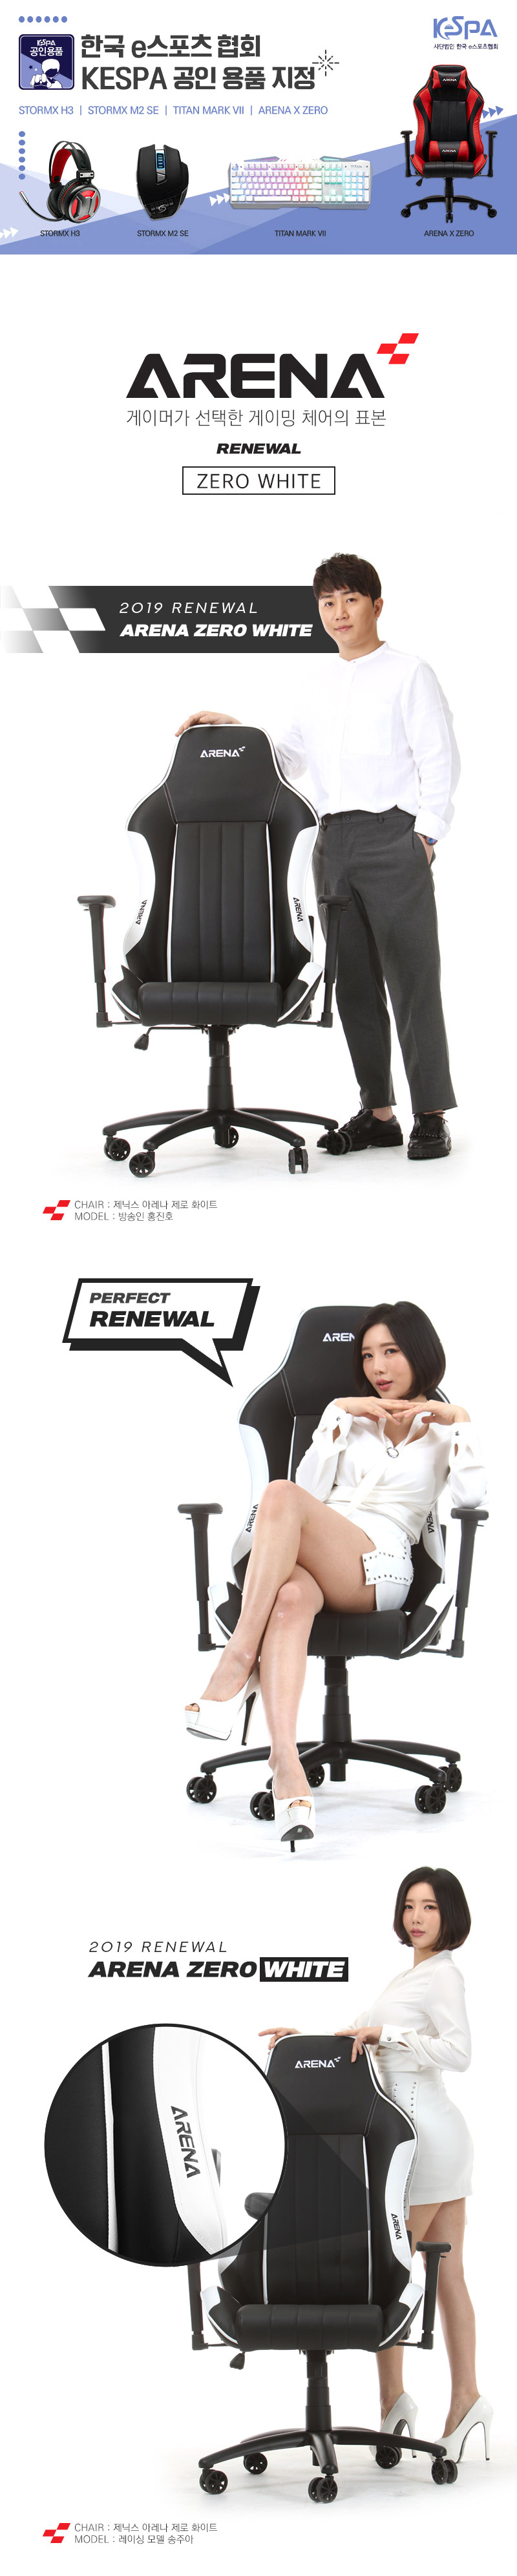 KeSPA
사단법인 한국 e스포츠협회
KeSPA
공인용품
한국 e스포츠 협회
KESPA 공인 용품 지정
STORMX H3 | STORMX M2 SE | TITAN MARK VII | ARENA X ZERO
ARENA
ARENA
TITAN
STORMX H3
STORMX M2 SE
TITAN MARK VII
ARENA X ZERO
ARENA
게이머가 선택한 게이밍 체어의 표본
RENEWAL
ZERO WHITE
2019 RENEWAL
ARENA ZERO WHITE
ARENA
ARENA
ARENA
CHAIR : 제닉스 아레나 제로 화이트
MODEL : 방송인 홍진호
PERFECT
RENEWAL
AREN
ARENA
ARENA
2019 RENEWAL
ARENA ZERO WHITE
ARENA
ARENA
ARENA
CHAIR : 제닉스 아레나 제로 화이트
MODEL : 레이싱 모델 송주아